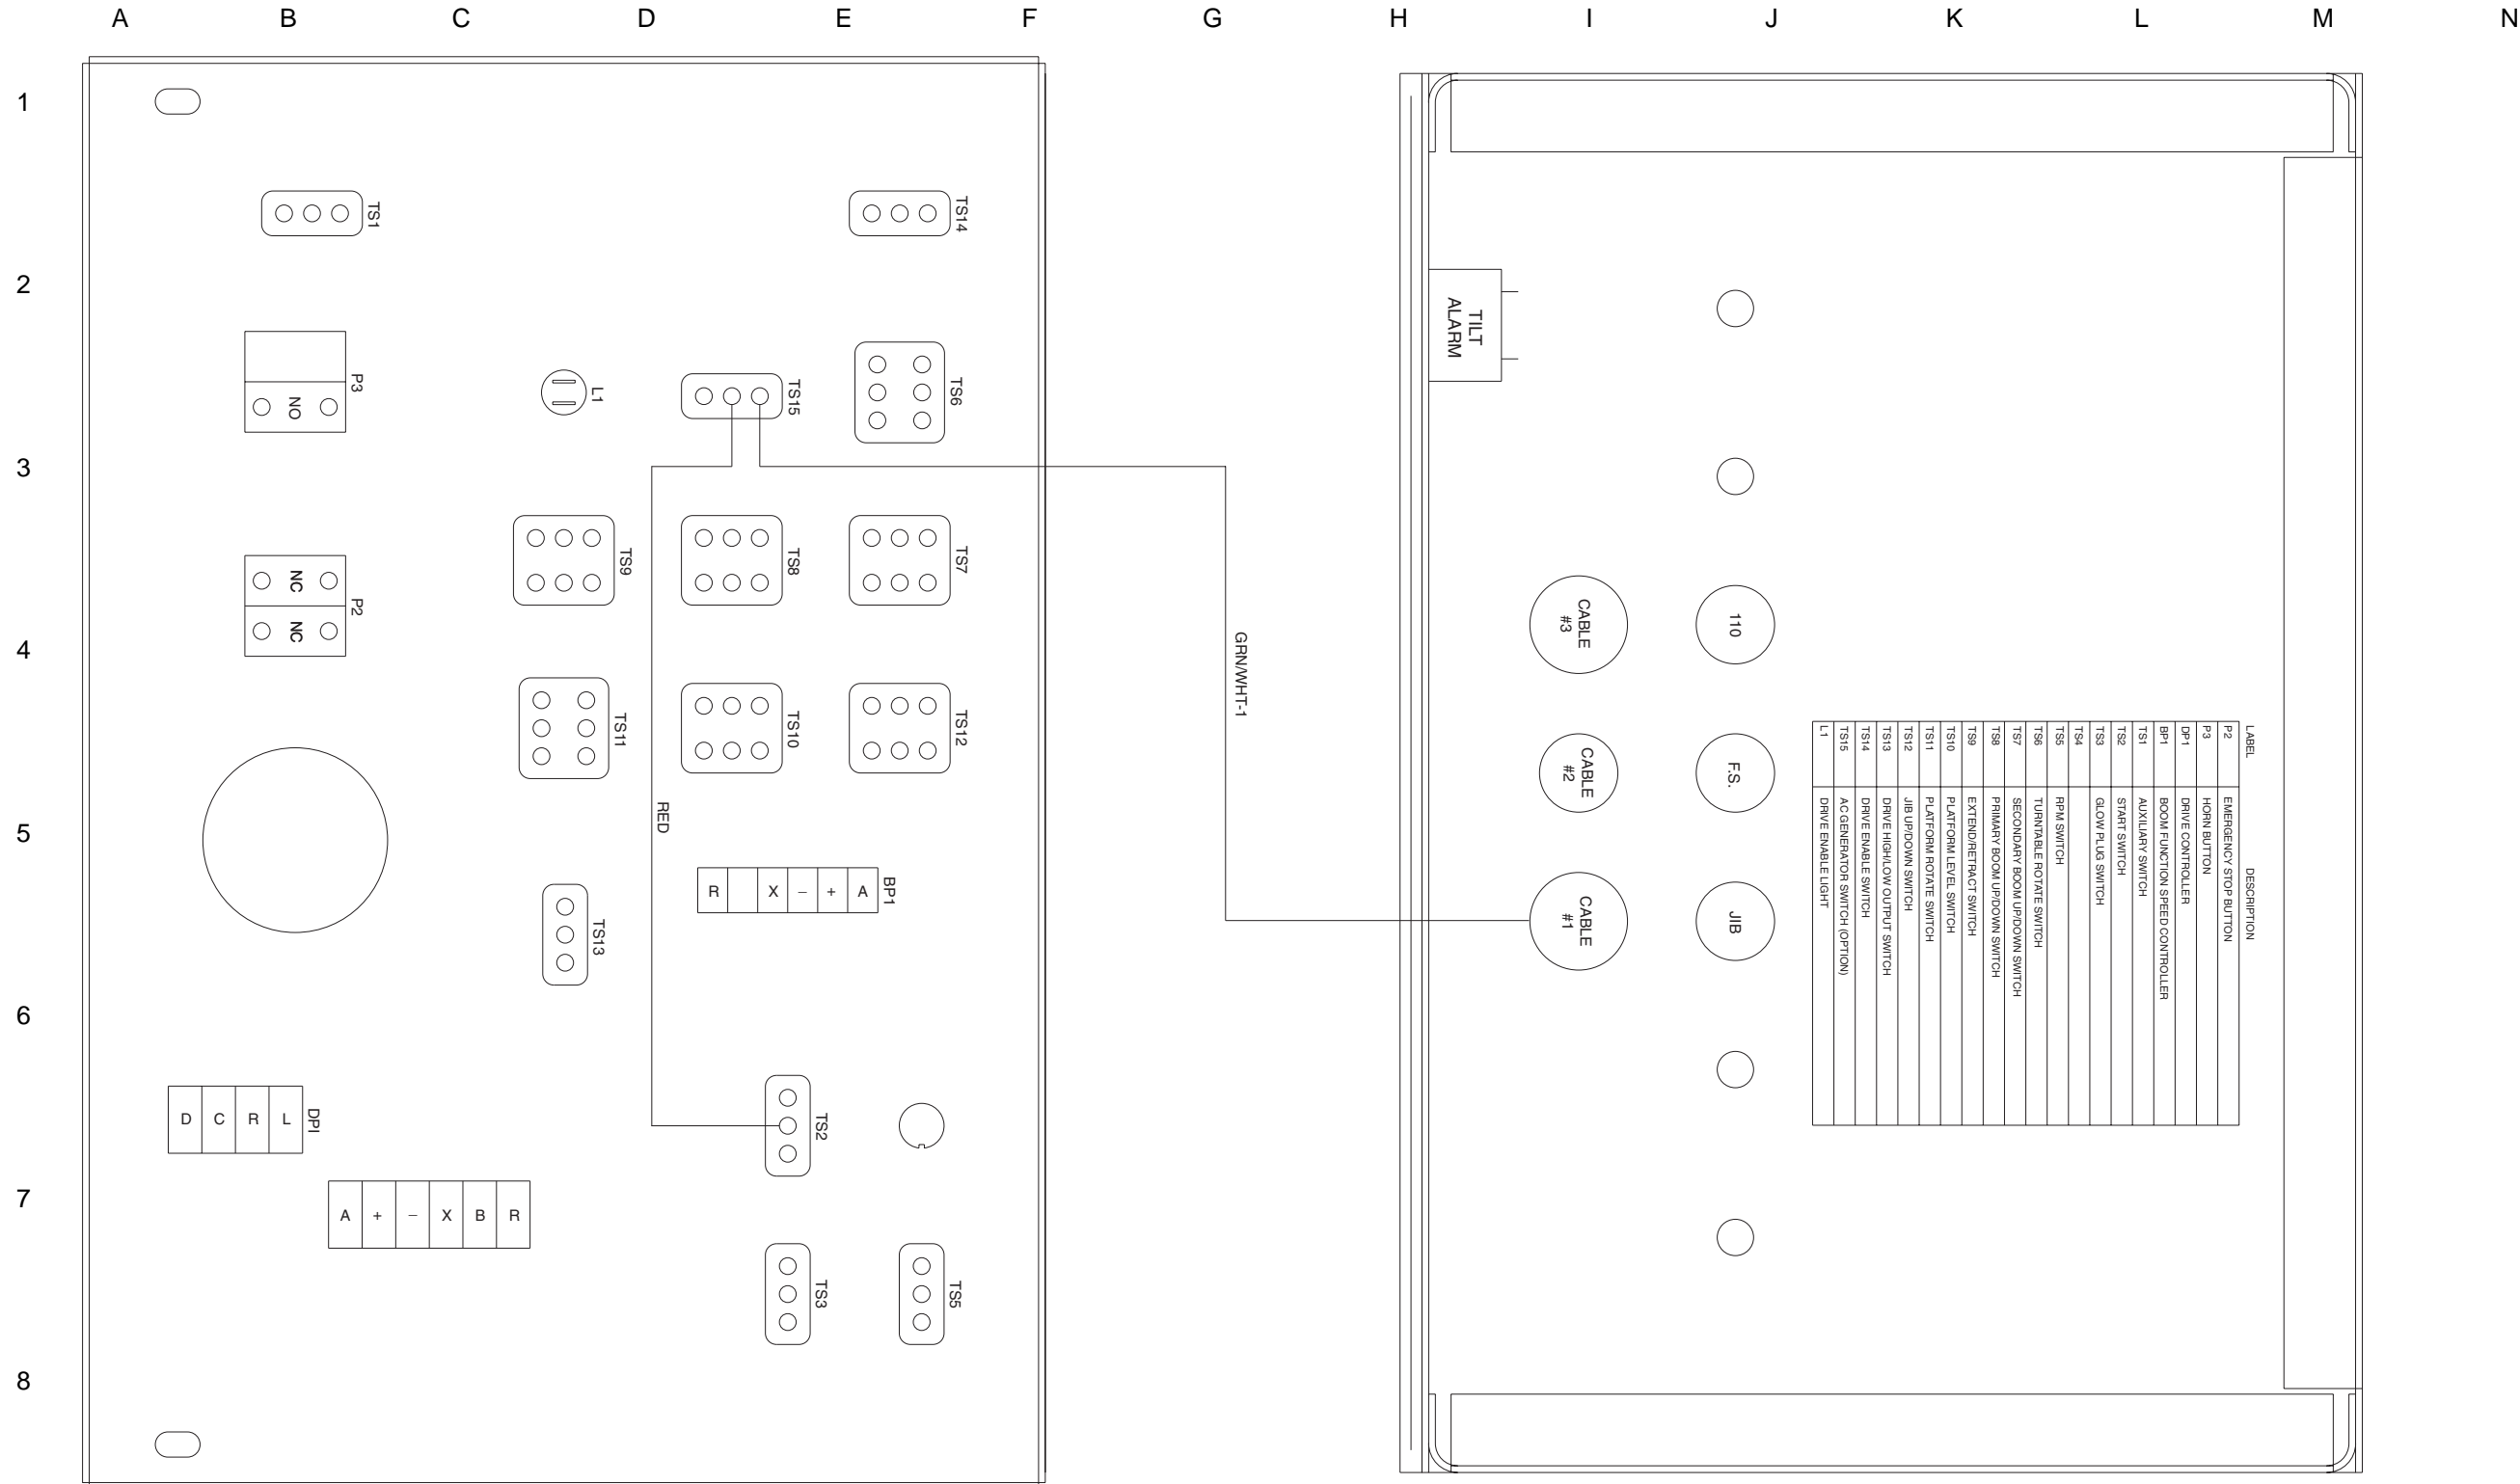 A B C D E F G H I J K L M N
1
2
3
4
5
6
7
8
TS1
TS14
P3
NO
L1
TS15
TS6
TS9
TS8
TS7
P2
NC
NC
TS11
TS10
TS12
RED
GRN/WHT-1
BP1
R X – + A
TS13
DPI
D C R L
TS2
A + – X B R
TS3
TS5
TILT
ALARM
CABLE
#3
110
CABLE
#2
F.S.
CABLE
#1
JIB
LABEL DESCRIPTION
P2 EMERGENCY STOP BUTTON
P3 HORN BUTTON
DP1 DRIVE CONTROLLER
BP1 BOOM FUNCTION SPEED CONTROLLER
TS1 AUXILIARY SWITCH
TS2 START SWITCH
TS3 GLOW PLUG SWITCH
TS4
TS5 RPM SWITCH
TS6 TURNTABLE ROTATE SWITCH
TS7 SECONDARY BOOM UP/DOWN SWITCH
TS8 PRIMARY BOOM UP/DOWN SWITCH
TS9 EXTEND/RETRACT SWITCH
TS10 PLATFORM LEVEL SWITCH
TS11 PLATFORM ROTATE SWITCH
TS12 JIB UP/DOWN SWITCH
TS13 DRIVE HIGH/LOW OUTPUT SWITCH
TS14 DRIVE ENABLE SWITCH
TS15 AC GENERATOR SWITCH (OPTION)
L1 DRIVE ENABLE LIGHT